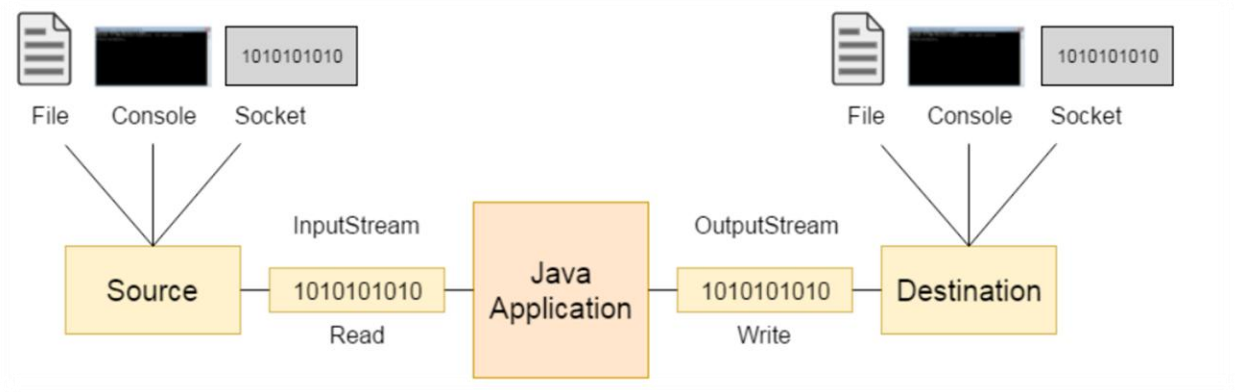 1010101010
1010101010
File
Console
Socket
File
Console
Socket
InputStream
OutputStream
Source
1010101010
Java
Application
1010101010
Destination
Read
Write